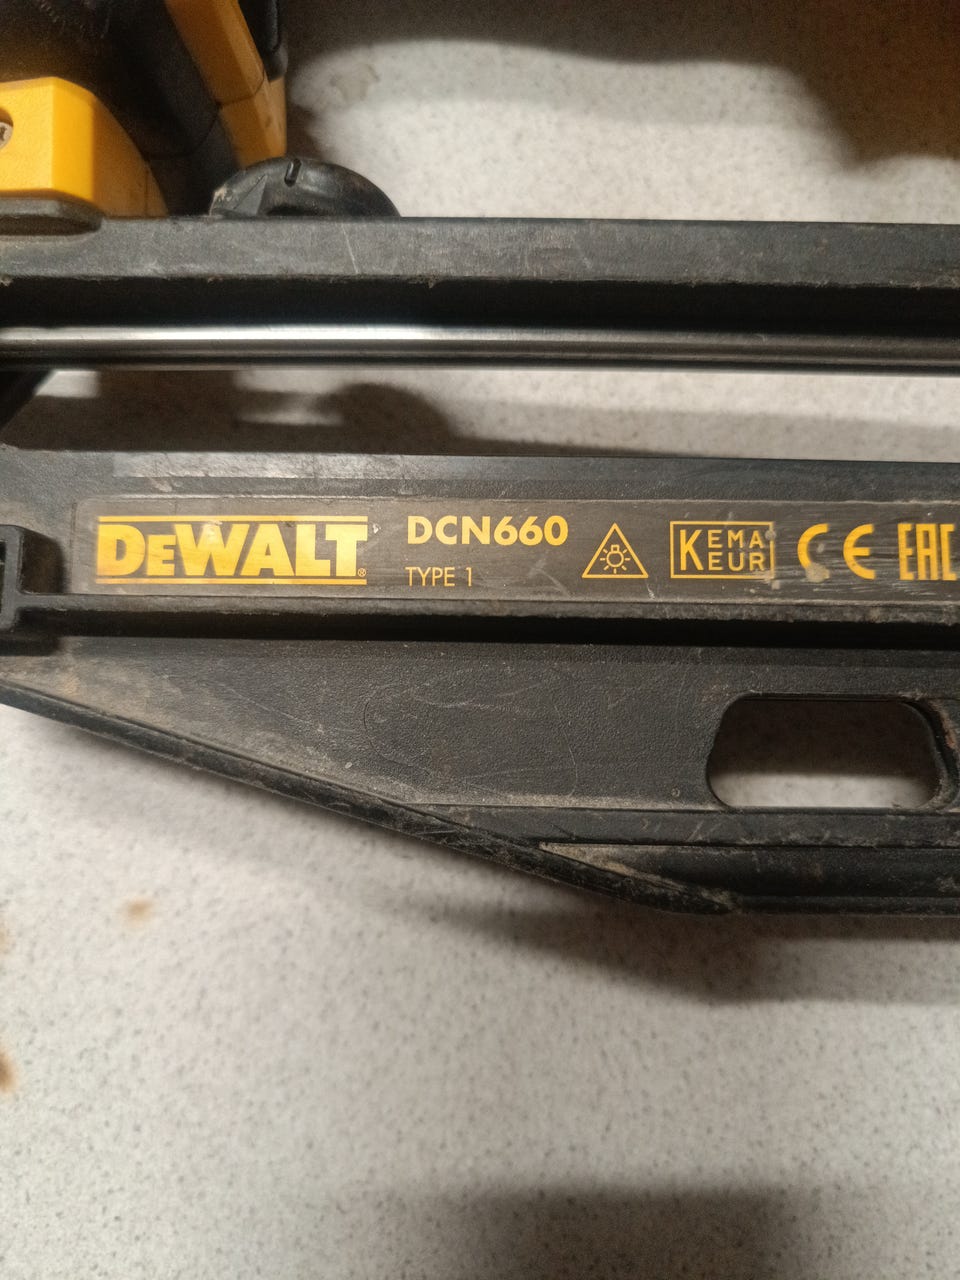 DEWALT® DCN660 KEMA CE EAC
TYPE 1 KEUR